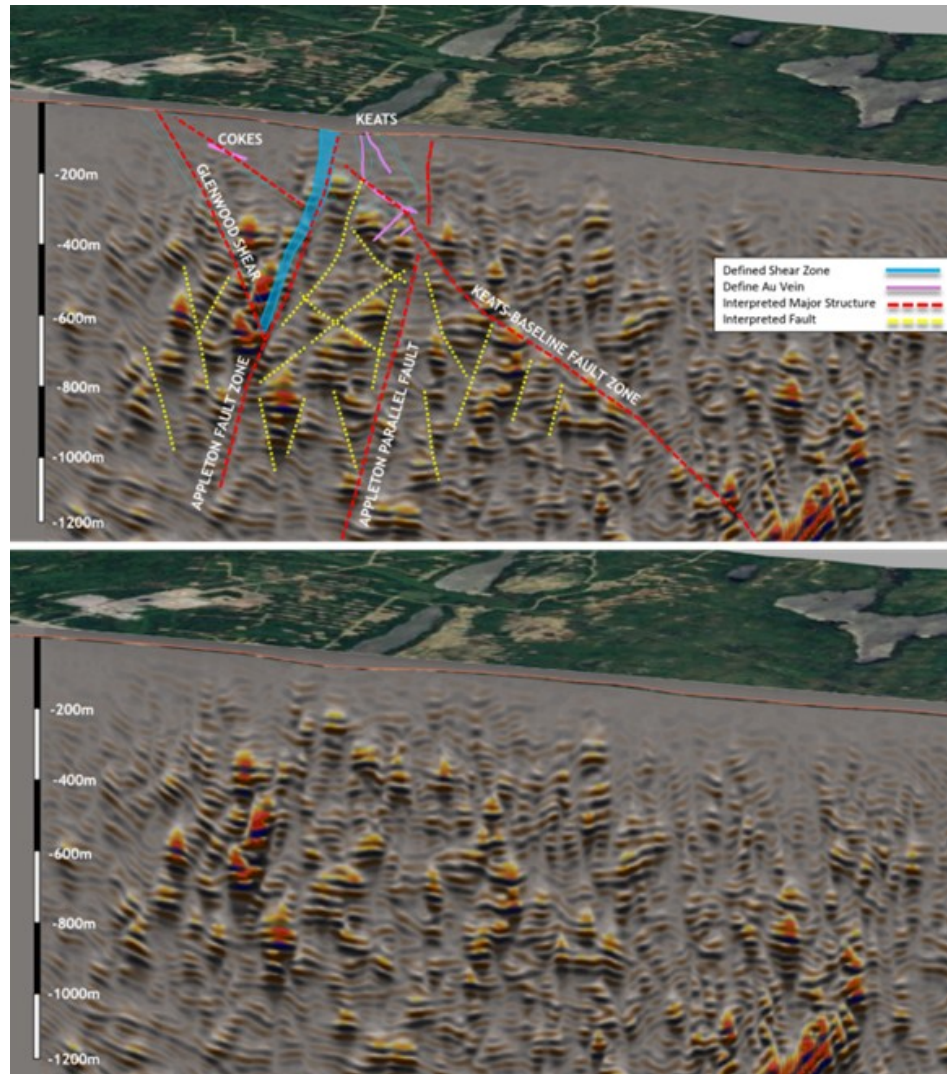 KEATS
COKES
-200m
GLENWOOD SHEAR
-400m
-600m
KEATS-BASELINE FAULT ZONE
-800m
APPLETON FAULT ZONE
APPLETON PARALLEL FAULT
-1000m
-1200m
Defined Shear Zone
Define Au Vein
Interpreted Major Structure
Interpreted Fault
-200m
-400m
-600m
-800m
-1000m
-1200m